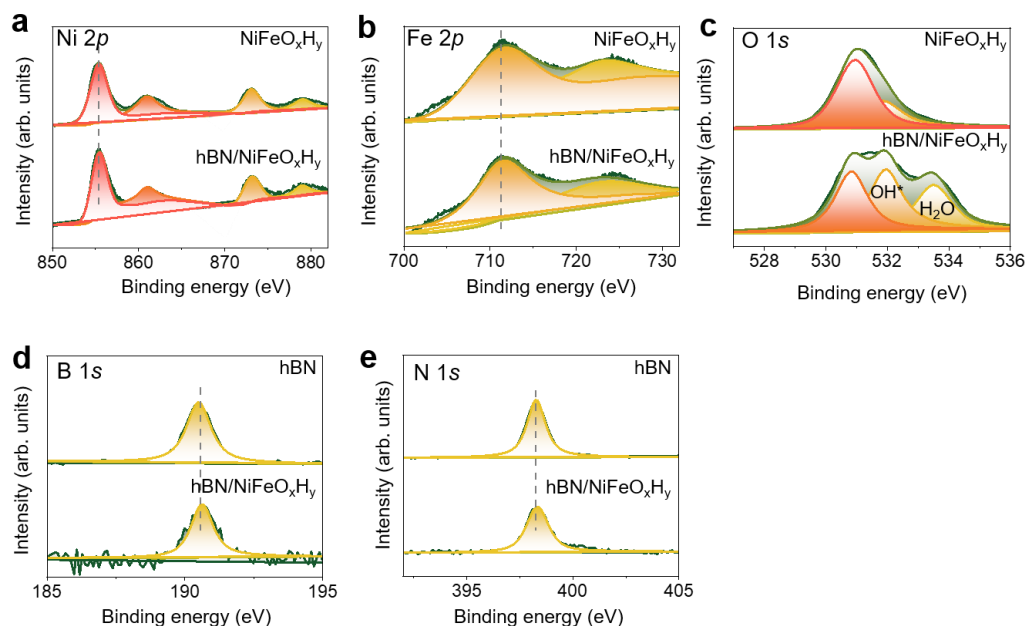 a
Ni 2p
NiFeOxHy
hBN/NiFeOxHy
Intensity (arb. units)
850 860 870 880
Binding energy (eV)
b
Fe 2p
NiFeOxHy
hBN/NiFeOxHy
Intensity (arb. units)
700 710 720 730
Binding energy (eV)
c
O 1s
NiFeOxHy
hBN/NiFeOxHy
OH*
H2O
Intensity (arb. units)
528 530 532 534 536
Binding energy (eV)
d
B 1s
hBN
hBN/NiFeOxHy
Intensity (arb. units)
185 190 195
Binding energy (eV)
e
N 1s
hBN
hBN/NiFeOxHy
Intensity (arb. units)
395 400 405
Binding energy (eV)